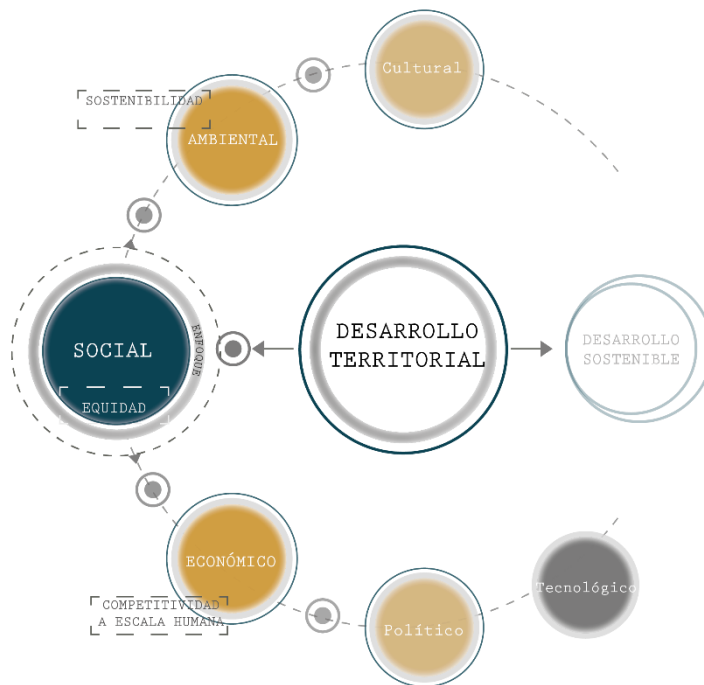 Cultural
SOSTENIBILIDAD
AMBIENTAL
SOCIAL
ENFOQUE
EQUIDAD
DESARROLLO
TERRITORIAL
DESARROLLO
SOSTENIBLE
ECONÓMICO
COMPETITIVIDAD
A ESCALA HUMANA
Político
Tecnológico